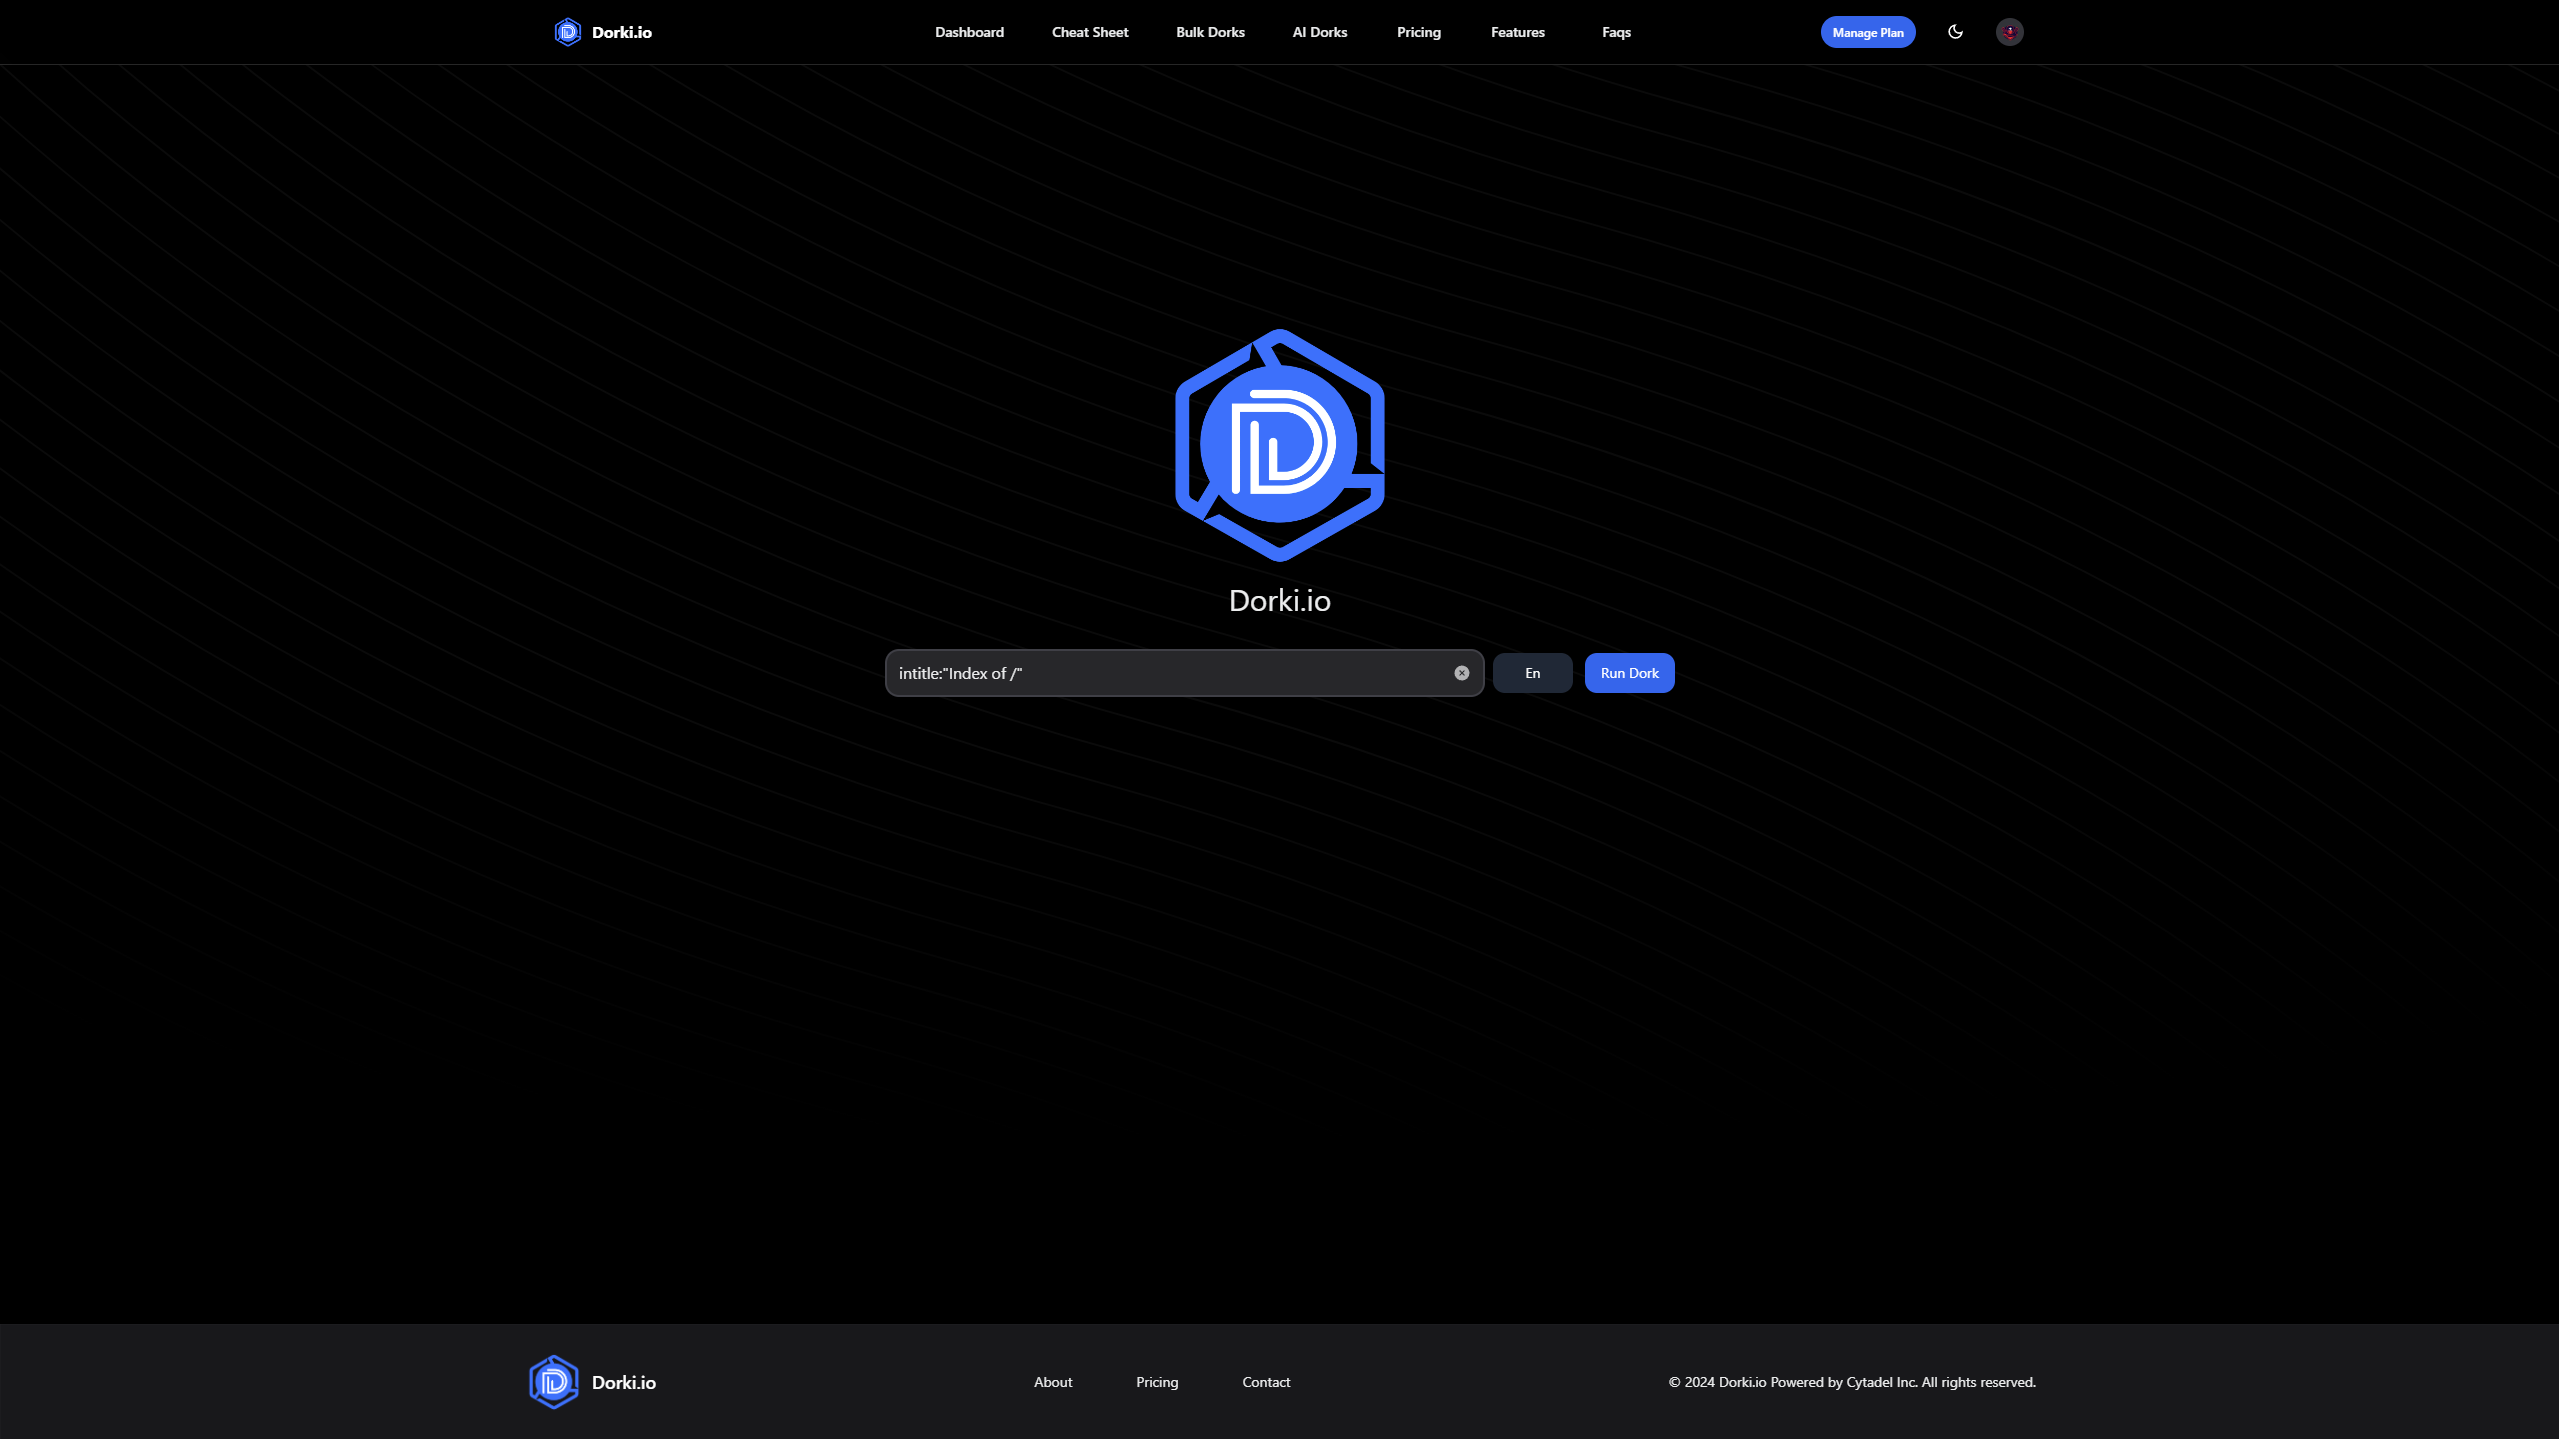 Dorki.io
Dashboard Cheat Sheet Bulk Dorks AI Dorks Pricing Features Faqs
Manage Plan
Dorki.io
intitle:"Index of /"
En
Run Dork
Dorki.io
About Pricing Contact
© 2024 Dorki.io Powered by Cytadel Inc. All rights reserved.